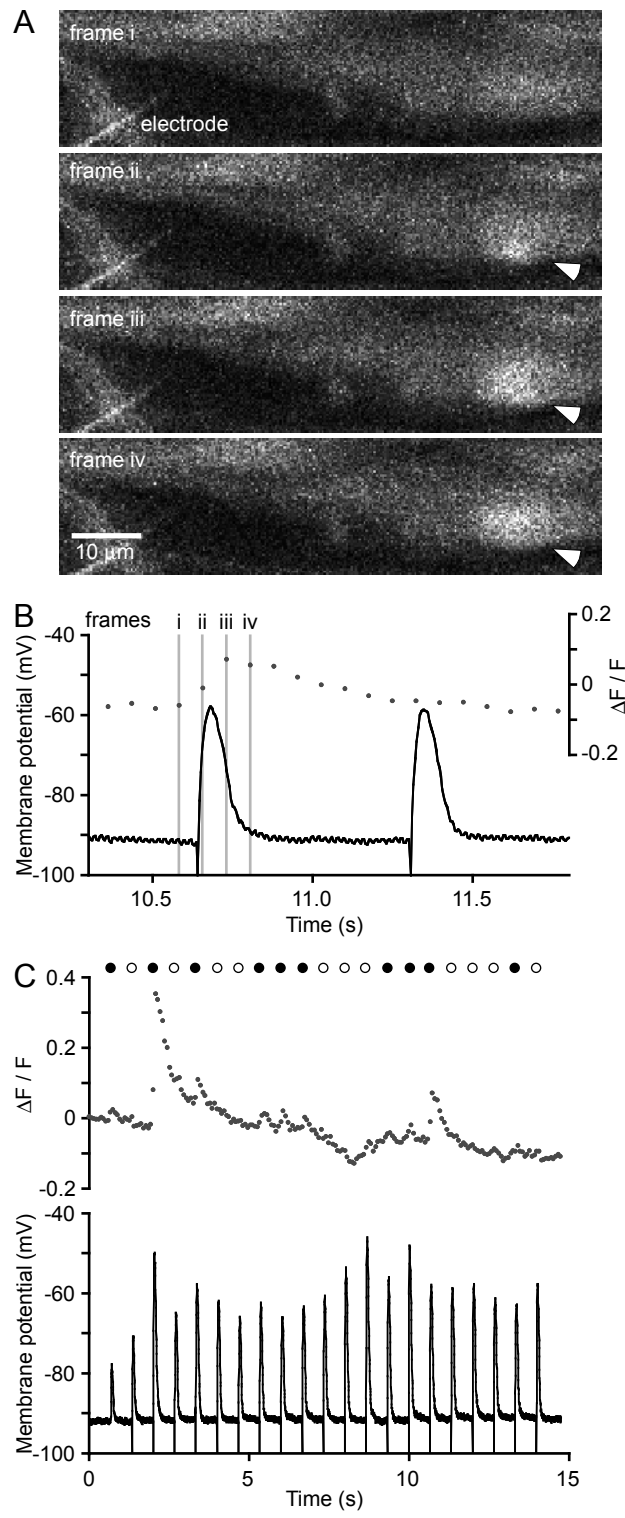 A
frame i
electrode
frame ii
frame iii
frame iv
10 μm
B
frames i ii iii iv
-40
-60
-80
-100
Membrane potential (mV)
0.2
0
-0.2
ΔF / F
10.5 11.0 11.5
Time (s)
C
0.4
0.2
0
-0.2
ΔF / F
-40
-60
-80
-100
Membrane potential (mV)
0 5 10 15
Time (s)